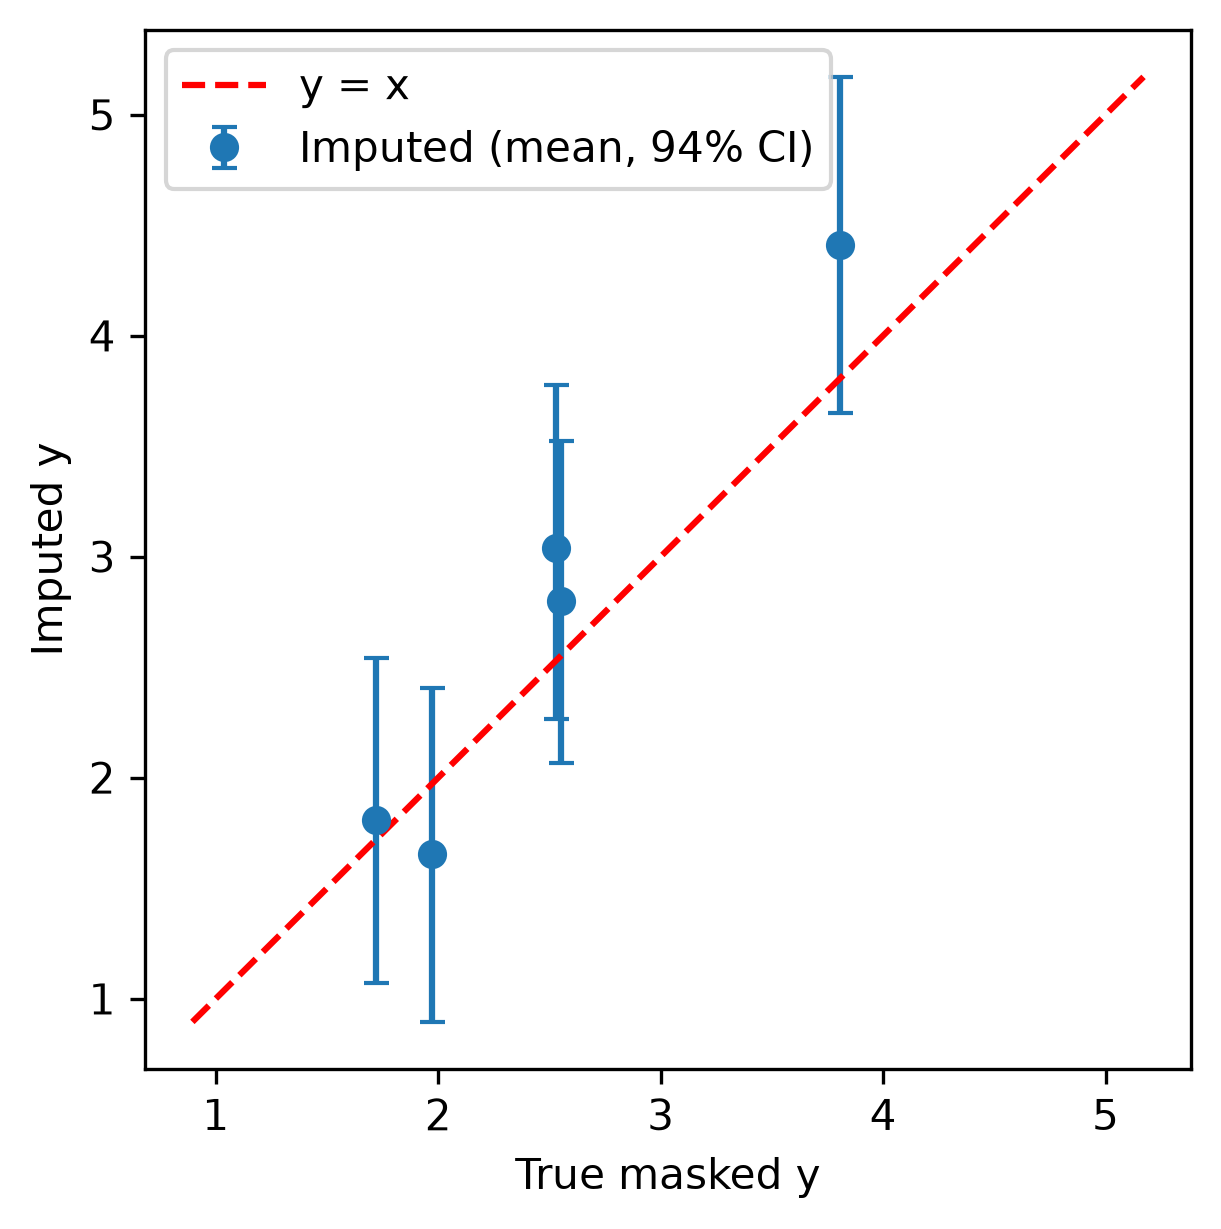 y = x
Imputed (mean, 94% CI)
5
4
3
2
1
Imputed y
1 2 3 4 5
True masked y